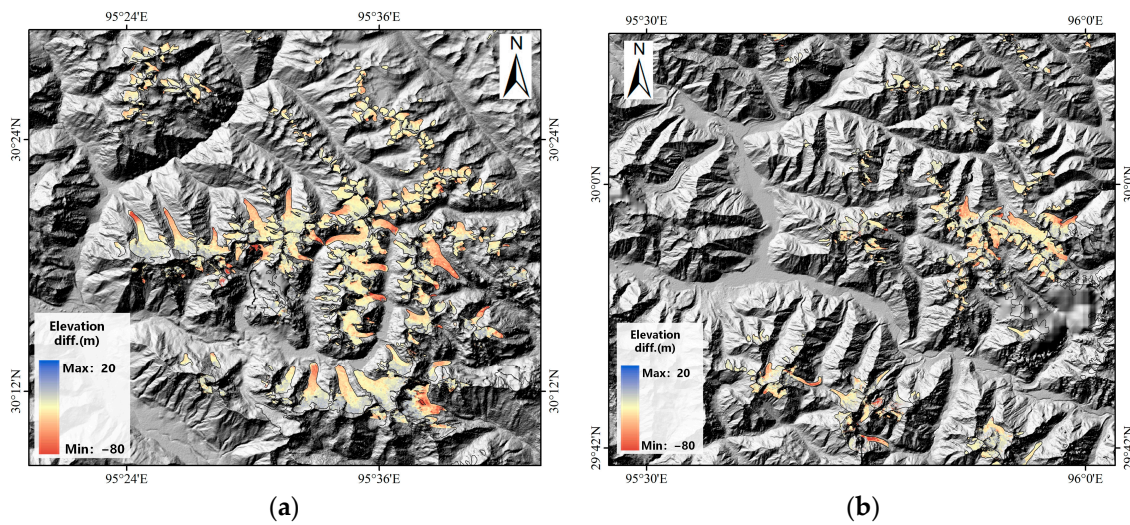 95°24'E 95°36'E
N
30°24'N
30°24'N
30°12'N
30°12'N
Elevation
diff.(m)
Max: 20
Min: −80
95°24'E 95°36'E
(a)
95°30'E 96°0'E
N
30°0'N
30°0'N
29°42'N
29°42'N
Elevation
diff.(m)
Max: 20
Min: −80
95°30'E 96°0'E
(b)